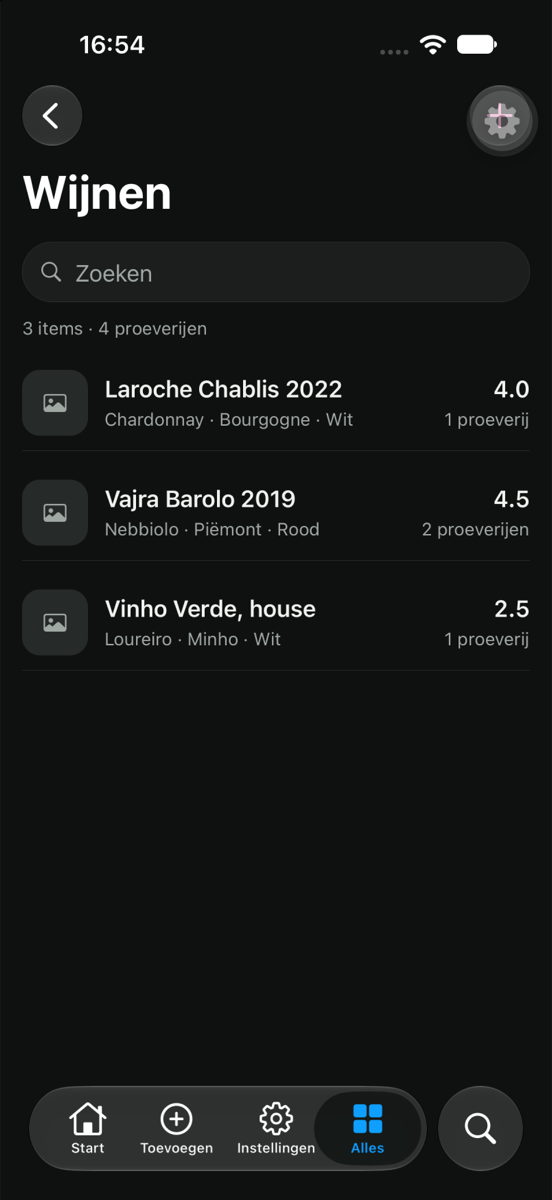 16:54
Wijnen
Zoeken
3 items · 4 proeverijen
Laroche Chablis 2022 4.0
Chardonnay · Bourgogne · Wit 1 proeverij
Vajra Barolo 2019 4.5
Nebbiolo · Piëmont · Rood 2 proeverijen
Vinho Verde, house 2.5
Loureiro · Minho · Wit 1 proeverij
Start Toevoegen Instellingen Alles